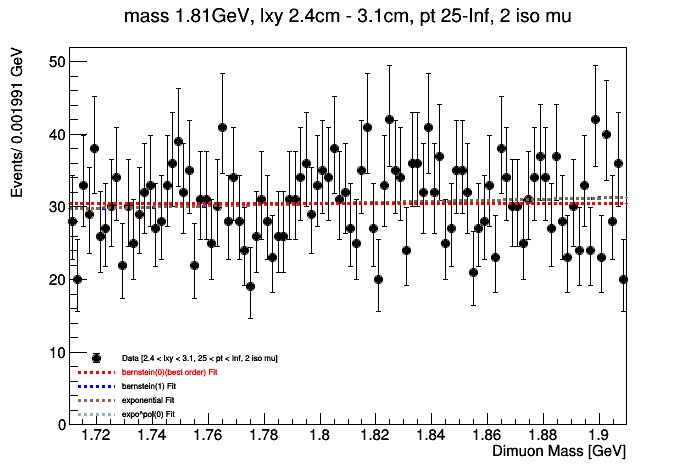 mass 1.81GeV, lxy 2.4cm - 3.1cm, pt 25-Inf, 2 iso mu
Events/ 0.001991 GeV
50
40
30
20
10
0
Data [2.4 < lxy < 3.1, 25 < pt < Inf, 2 iso mu]
bernstein(0)(best order) Fit
bernstein(1) Fit
exponential Fit
expo*pol(0) Fit
1.72 1.74 1.76 1.78 1.8 1.82 1.84 1.86 1.88 1.9
Dimuon Mass [GeV]